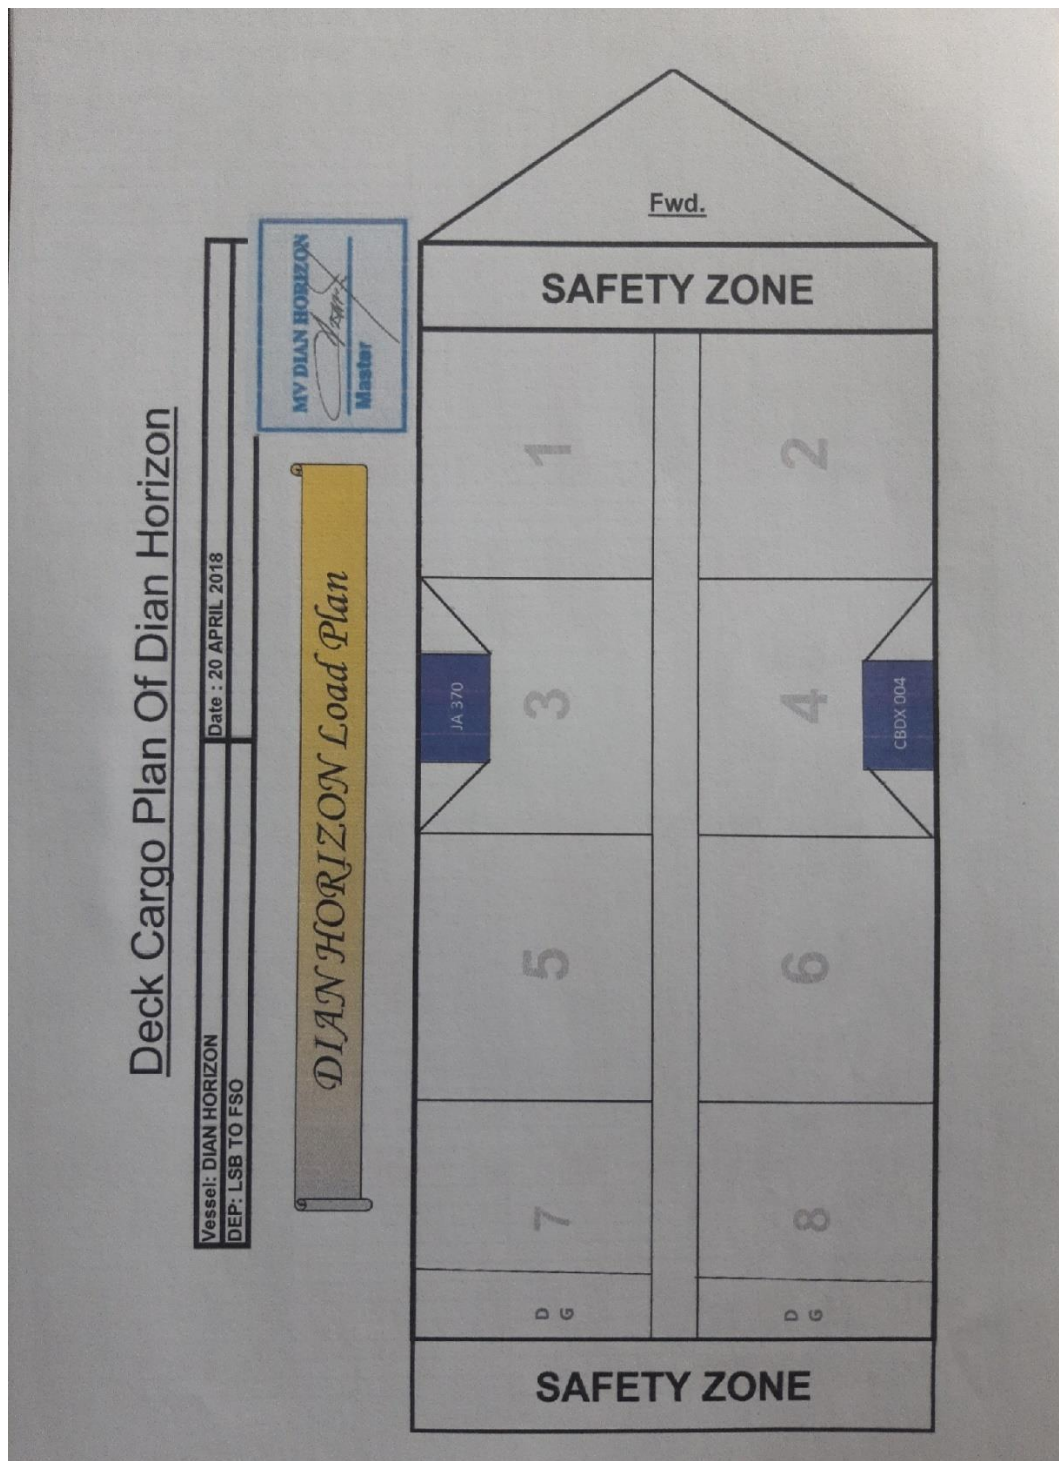 Deck Cargo Plan Of Dian Horizon
Vessel: DIAN HORIZON
Date : 20 APRIL 2018
DEP: LSB TO FSO
DIAN HORIZON Load Plan
MV DIAN HORIZON
Master
Fwd.
SAFETY ZONE
1
2
JA 370
3
4
CBDX 004
5
6
7
8
D G
D G
SAFETY ZONE